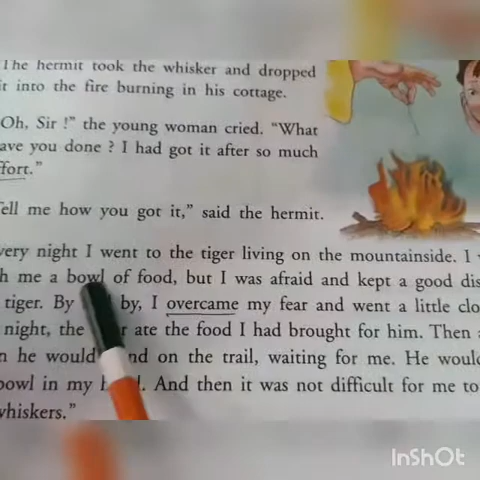 The hermit took the whisker and dropped
it into the fire burning in his cottage.
Oh, Sir !" the young woman cried. "What
ave you done ? I had got it after so much
ffort."
ell me how you got it," said the hermit.
very night I went to the tiger living on the mountainside. I
h me a bowl of food, but I was afraid and kept a good dis
tiger. By by, I overcame my fear and went a little clo
night, the ate the food I had brought for him. Then
n he would on the trail, waiting for me. He woul
bowl in my And then it was not difficult for me to
whiskers."
InShOt